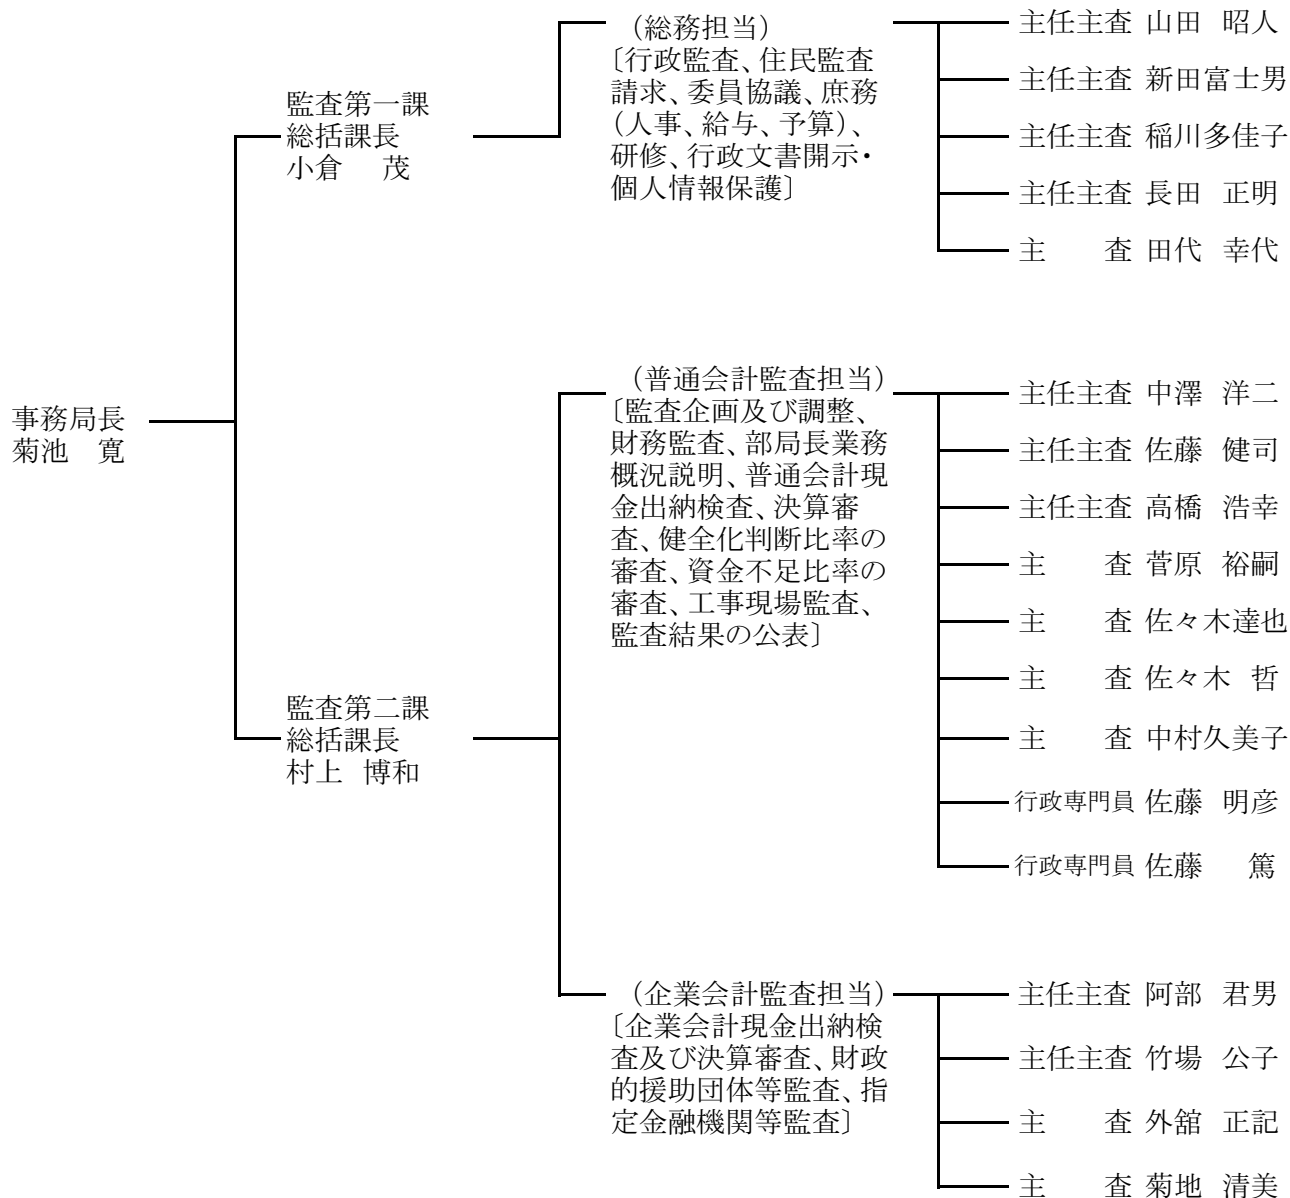 事務局長
菊池　寛
監査第一課
総括課長
小倉　茂
（総務担当）
〔行政監査、住民監査
請求、委員協議、庶務
（人事、給与、予算）、
研修、行政文書開示・
個人情報保護〕
主任主査 山田　昭人
主任主査 新田富士男
主任主査 稲川多佳子
主任主査 長田　正明
主　　査 田代　幸代
監査第二課
総括課長
村上　博和
（普通会計監査担当）
〔監査企画及び調整、
財務監査、部局長業務
概況説明、普通会計現
金出納検査、決算審
査、健全化判断比率の
審査、資金不足比率の
審査、工事現場監査、
監査結果の公表〕
主任主査 中澤　洋二
主任主査 佐藤　健司
主任主査 高橋　浩幸
主　　査 菅原　裕嗣
主　　査 佐々木達也
主　　査 佐々木　哲
主　　査 中村久美子
行政専門員 佐藤　明彦
行政専門員 佐藤　　篤
（企業会計監査担当）
〔企業会計現金出納検
査及び決算審査、財政
的援助団体等監査、指
定金融機関等監査〕
主任主査 阿部　君男
主任主査 竹場　公子
主　　査 外舘　正記
主　　査 菊地　清美